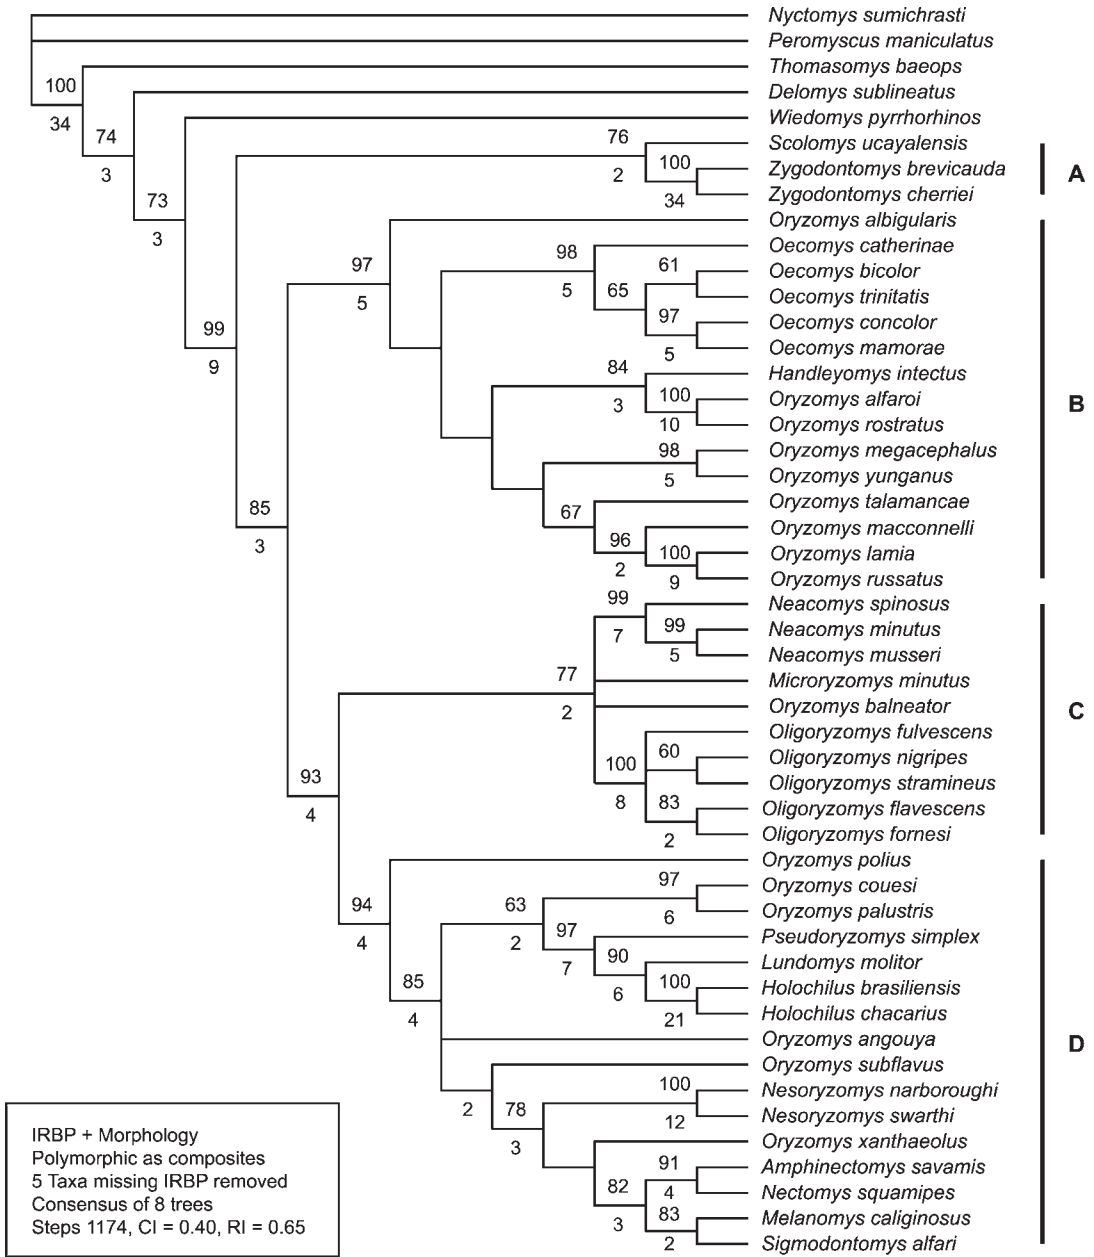 Nyctomys sumichrasti
Peromyscus maniculatus
Thomasomys baeops
100
34
Delomys sublineatus
74
3
Wiedomys pyrrhorhinos
73
3
Scolomys ucayalensis
76
2
Zygodontomys brevicauda
100
Zygodontomys cherriei
34
A
99
9
Oryzomys albigularis
97
5
Oecomys catherinae
98
5
Oecomys bicolor
61
Oecomys trinitatis
65
Oecomys concolor
97
Oecomys mamorae
5
Handleyomys intectus
84
3
Oryzomys alfaroi
100
Oryzomys rostratus
10
B
Oryzomys megacephalus
98
Oryzomys yunganus
5
Oryzomys talamancae
67
Oryzomys macconnelli
96
2
Oryzomys lamia
100
Oryzomys russatus
9
85
3
Neacomys spinosus
99
7
Neacomys minutus
99
Neacomys musseri
5
Microryzomys minutus
77
2
Oryzomys balneator
C
Oligoryzomys fulvescens
100
8
Oligoryzomys nigripes
60
Oligoryzomys stramineus
Oligoryzomys flavescens
83
Oligoryzomys fornesi
2
93
4
Oryzomys polius
94
4
Oryzomys couesi
97
Oryzomys palustris
6
63
2
Pseudoryzomys simplex
97
7
Lundomys molitor
90
6
Holochilus brasiliensis
100
Holochilus chacarius
21
85
4
Oryzomys angouya
D
Oryzomys subflavus
2
Nesoryzomys narboroughi
100
Nesoryzomys swarthi
12
78
3
Oryzomys xanthaeolus
Amphinectomys savamis
91
Nectomys squamipes
4
82
3
Melanomys caliginosus
83
Sigmodontomys alfari
2
IRBP + Morphology
Polymorphic as composites
5 Taxa missing IRBP removed
Consensus of 8 trees
Steps 1174, CI = 0.40, RI = 0.65